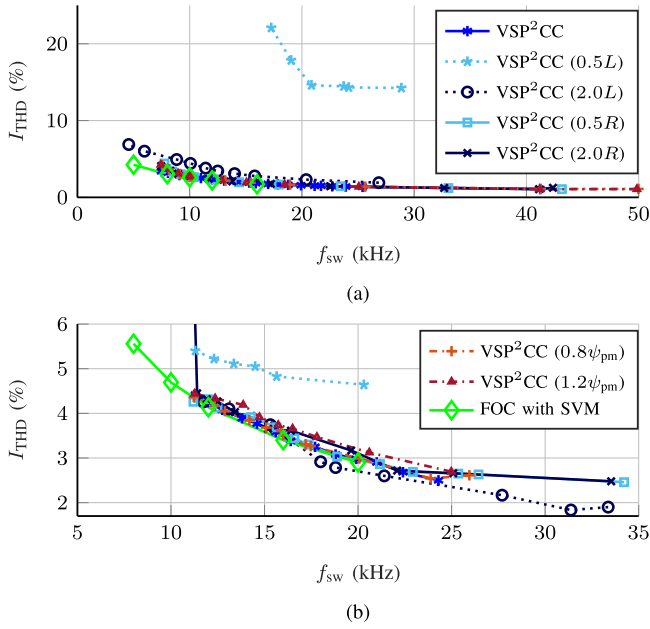 20
10
0
I_THD (%)
0 10 20 30 40 50
f_sw (kHz)
VSP²CC
VSP²CC (0.5L)
VSP²CC (2.0L)
VSP²CC (0.5R)
VSP²CC (2.0R)
(a)
6
5
4
3
2
I_THD (%)
5 10 15 20 25 30 35
f_sw (kHz)
VSP²CC (0.8ψ_pm)
VSP²CC (1.2ψ_pm)
FOC with SVM
(b)